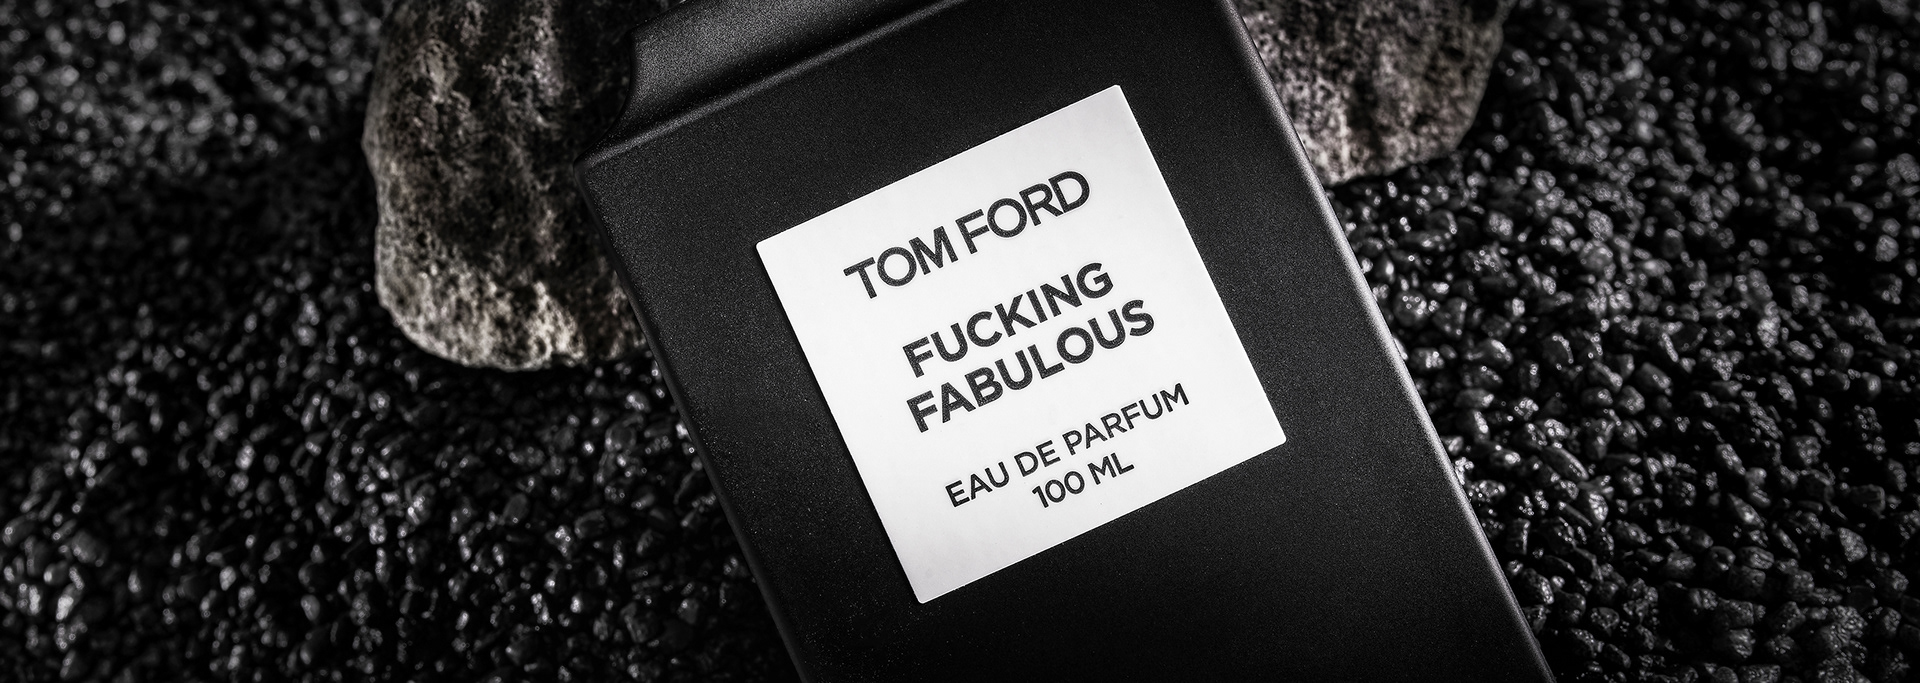 TOM FORD
FUCKING
FABULOUS
EAU DE PARFUM
100 ML